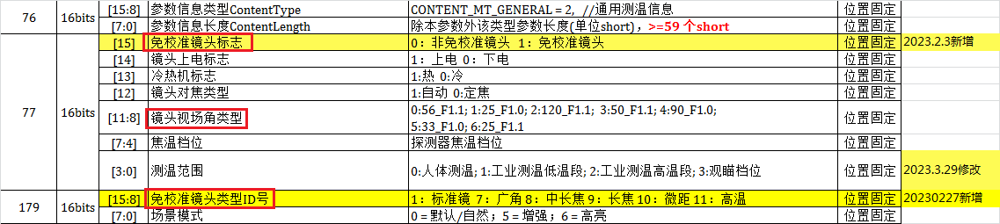 76 16bits [15:8] 参数信息类型ContentType CONTENT_MT_GENERAL = 2, //通用测温信息 位置固定
[7:0] 参数信息长度ContentLength 除本参数外该类型参数长度(单位short)，>=59 个short 位置固定
77 16bits [15] 免校准镜头标志 0：非免校准镜头 1：免校准镜头 位置固定 2023.2.3新增
[14] 镜头上电标志 1：上电 0：下电 位置固定
[13] 冷热机标志 1:热 0:冷 位置固定
[12] 镜头对焦类型 1:自动 0:定焦 位置固定
[11:8] 镜头视场角类型 0:56_F1.1; 1:25_F1.0; 2:120_F1.1; 3:50_F1.1; 4:90_F1.0;
5:33_F1.0; 6:25_F1.1 位置固定
[7:4] 焦温档位 探测器焦温档位 位置固定
[3:0] 测温范围 0:人体测温; 1:工业测温低温段; 2:工业测温高温段; 3:观瞄档位 位置固定 2023.3.29修改
179 16bits [15:8] 免校准镜头类型ID号 1：标准镜 7：广角 8：中长焦 9：长焦 10：微距 11：高温 位置固定 20230227新增
[7:0] 场景模式 0 = 默认/自然；5 = 增强；6 = 高亮 位置固定